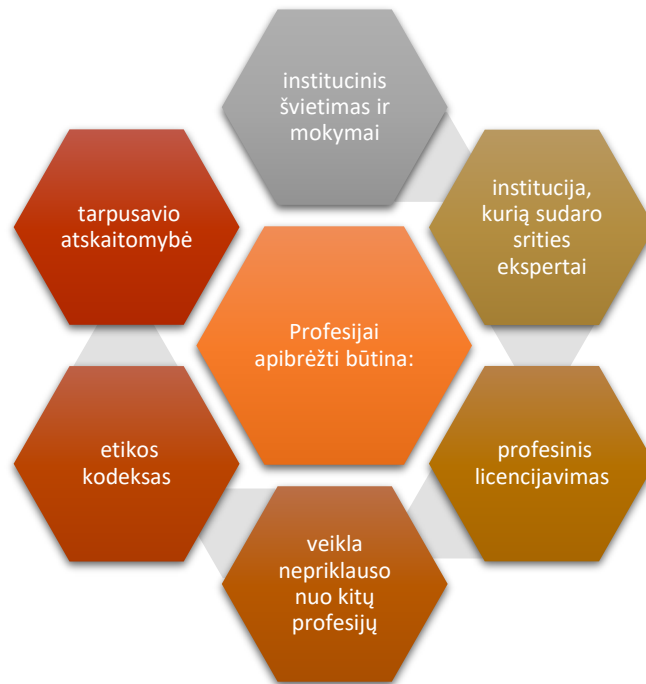 institucinis
švietimas ir
mokymai
institucija,
kurią sudaro
srities
ekspertai
profesinis
licencijavimas
veikla
nepriklauso
nuo kitų
profesijų
etikos
kodeksas
tarpusavio
atskaitomybė
Profesijai
apibrėžti būtina: